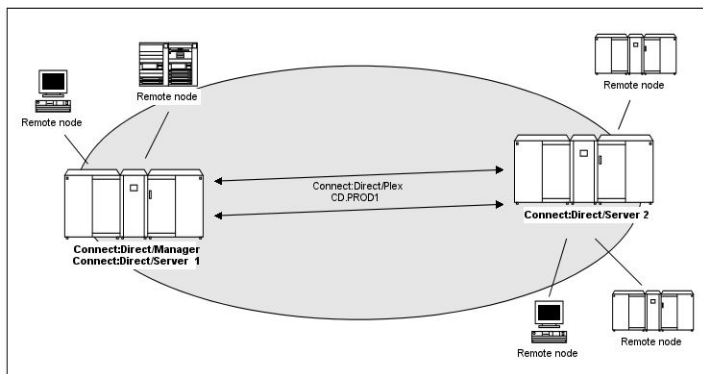 Remote node
Remote node
Remote node
Connect:Direct/Plex
CD.PROD1
Connect:Direct/Server 2
Connect:Direct/Manager
Connect:Direct/Server 1
Remote node
Remote node